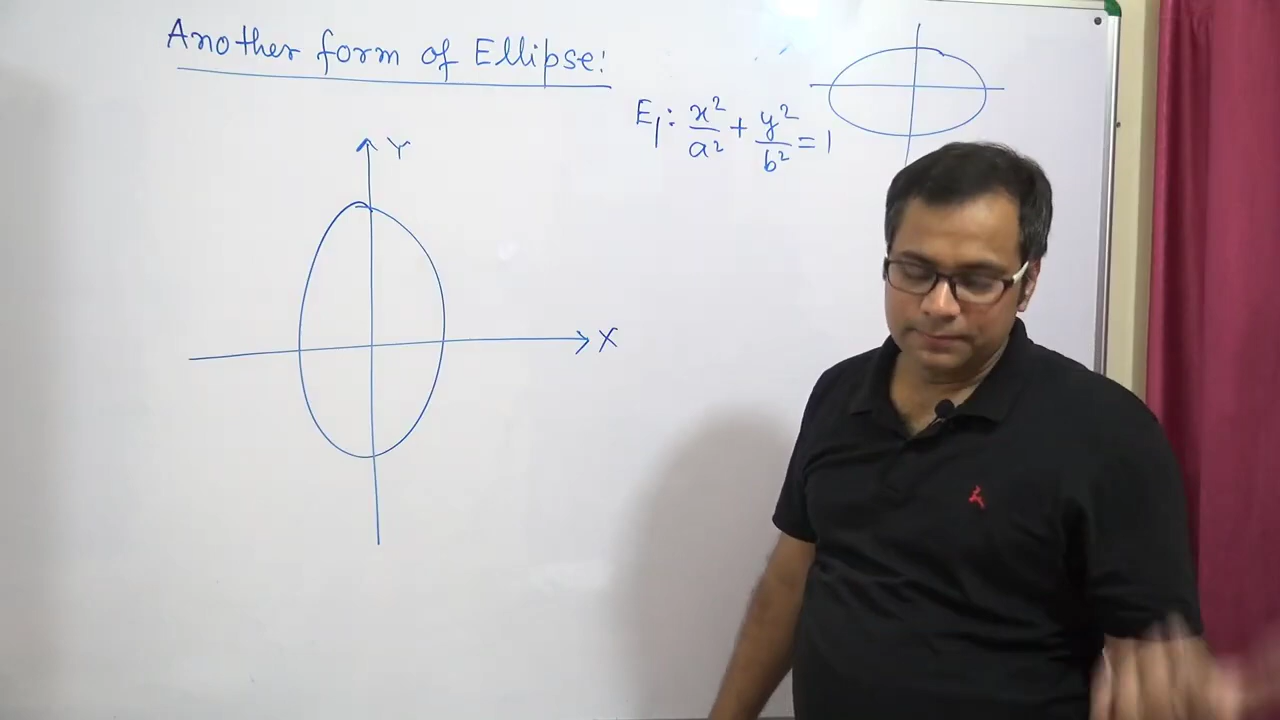 Another form of Ellipse:
E₁: x²/a² + y²/b² = 1
Y
X